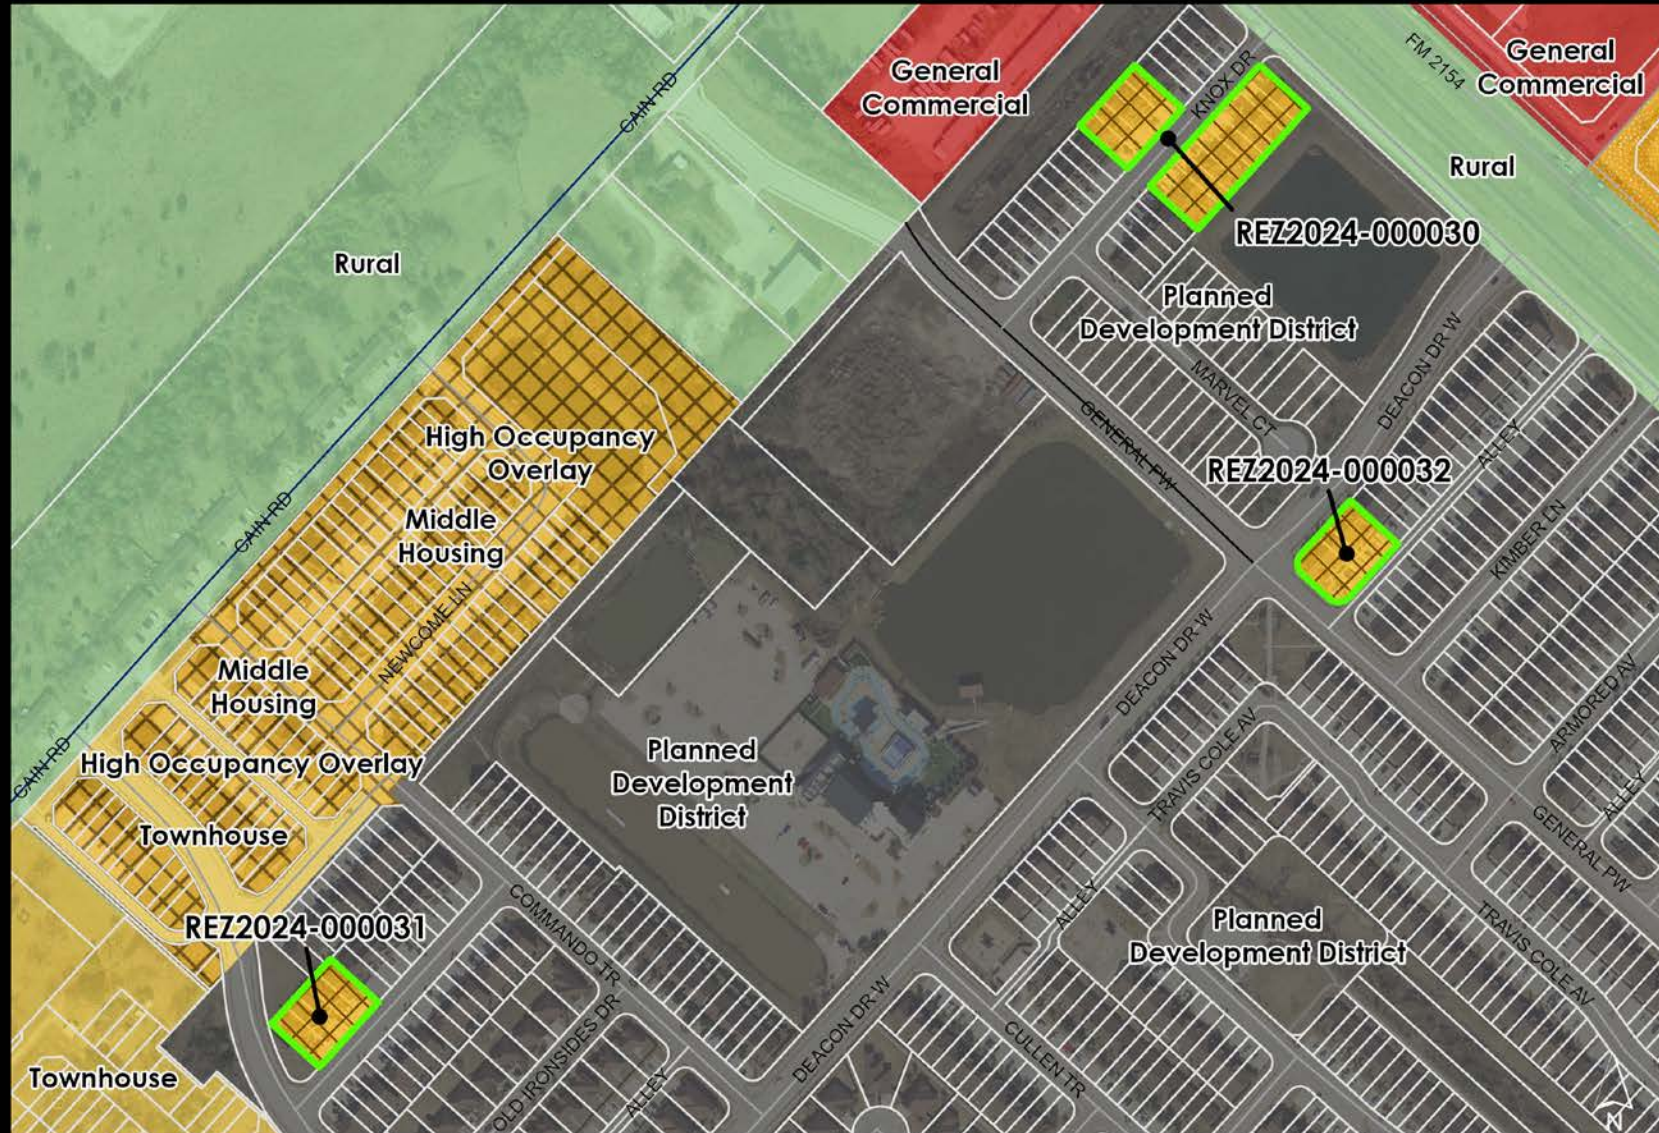 General
Commercial
General
Commercial
FM 2154
KNOX DR
CAIN RD
Rural
REZ2024-000030
Rural
Planned
Development District
DEACON DR W
MARVEL CT
GENERAL PW
High Occupancy
Overlay
REZ2024-000032
ALLEY
CAIN RD
Middle
Housing
KIMBER LN
NEWCOME LN
Middle
Housing
DEACON DR W
ARMORED AV
CAIN RD
High Occupancy Overlay
Planned
Development
District
TRAVIS COLE AV
ALLEY
Townhouse
GENERAL PW
REZ2024-000031
COMMANDO TR
ALLEY
Planned
Development District
TRAVIS COLE AV
DEACON DR W
OLD IRONSIDES DR
CULLEN TR
Townhouse
ALLEY
N